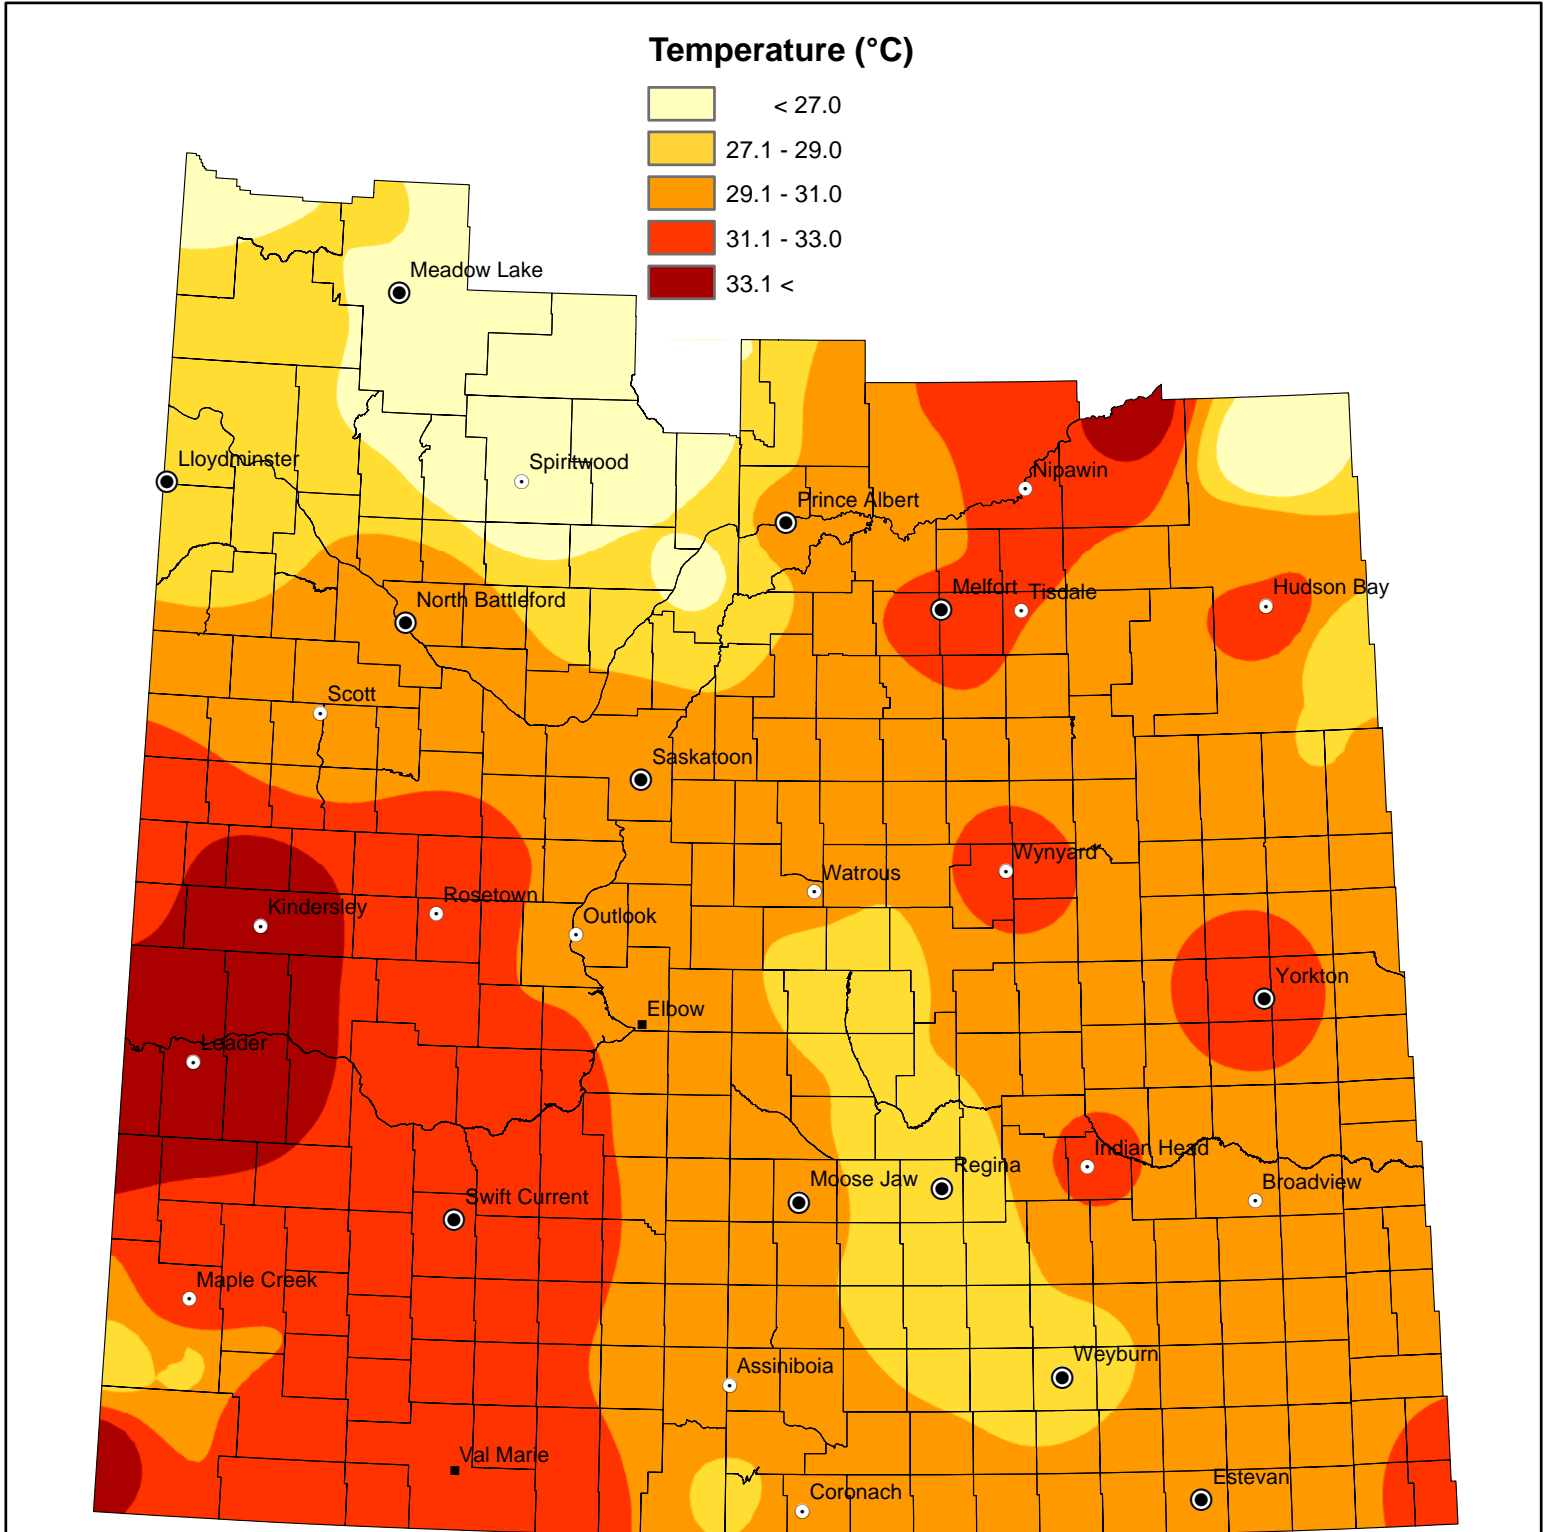 Temperature (°C)
< 27.0
27.1 - 29.0
29.1 - 31.0
31.1 - 33.0
33.1 <
Meadow Lake
Lloydminster
Spiritwood
Nipawin
Prince Albert
Melfort
Tisdale
Hudson Bay
North Battleford
Scott
Saskatoon
Wynyard
Watrous
Rosetown
Kindersley
Outlook
Yorkton
Elbow
Leader
Indian Head
Regina
Moose Jaw
Broadview
Swift Current
Maple Creek
Weyburn
Assiniboia
Val Marie
Estevan
Coronach